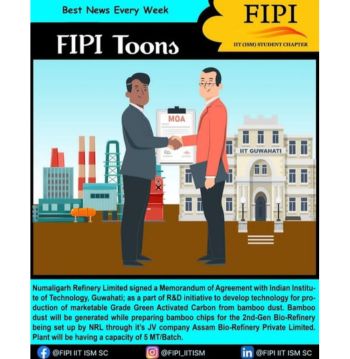 Best News Every Week
FIPI
IIT (ISM) STUDENT CHAPTER
FIPI Toons
MOA
IIT GUWAHATI
Numaligarh Refinery Limited signed a Memorandum of Agreement with Indian Institu-
te of Technology, Guwahati; as a part of R&D initiative to develop technology for pro-
duction of marketable Grade Green Activated Carbon from bamboo dust. Bamboo
dust will be generated while preparing bamboo chips for the 2nd-Gen Bio-Refinery
being set up by NRL through it's JV company Assam Bio-Refinery Private Limited.
Plant will be having a capacity of 5 MT/Batch.
@FIPI IIT ISM SC
@FIPI_IITISM
@FIPI IIT ISM SC